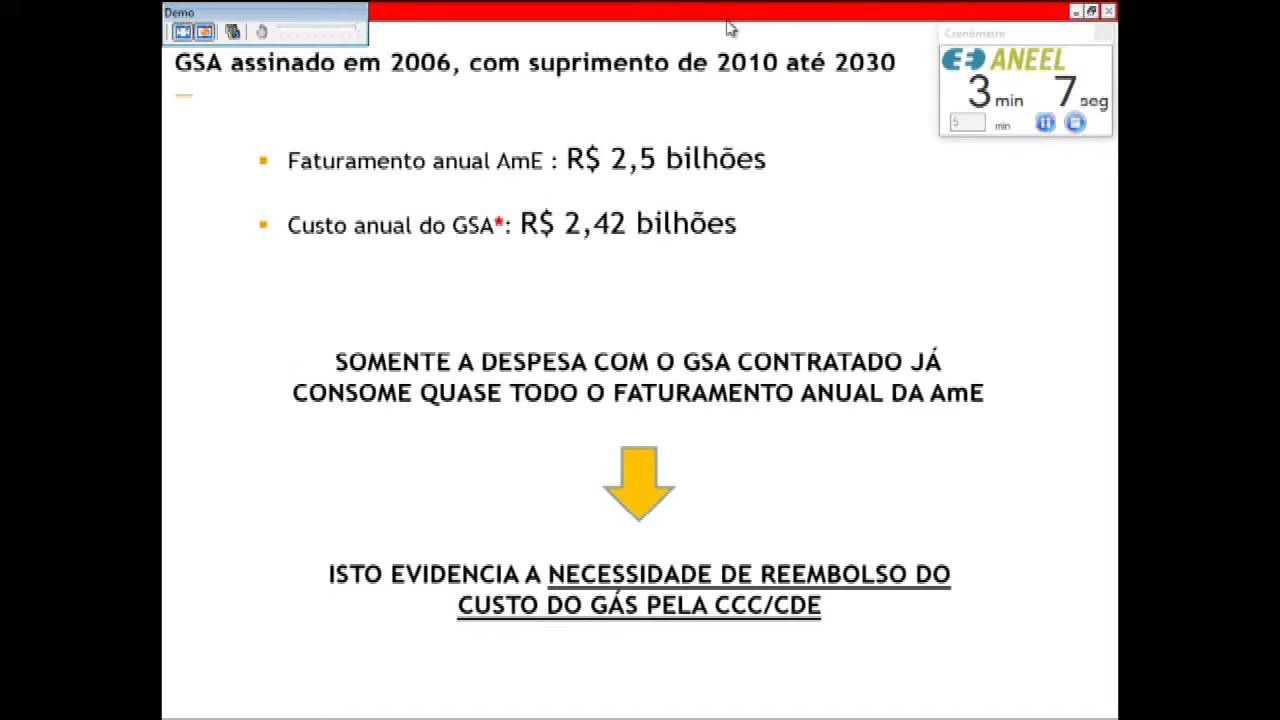 Demo
GSA assinado em 2006, com suprimento de 2010 até 2030
Cronômetro
ANEEL
3 min 7 seg
5 min
Faturamento anual AmE : R$ 2,5 bilhões
Custo anual do GSA*: R$ 2,42 bilhões
SOMENTE A DESPESA COM O GSA CONTRATADO JÁ
CONSOME QUASE TODO O FATURAMENTO ANUAL DA AmE
ISTO EVIDENCIA A NECESSIDADE DE REEMBOLSO DO
CUSTO DO GÁS PELA CCC/CDE